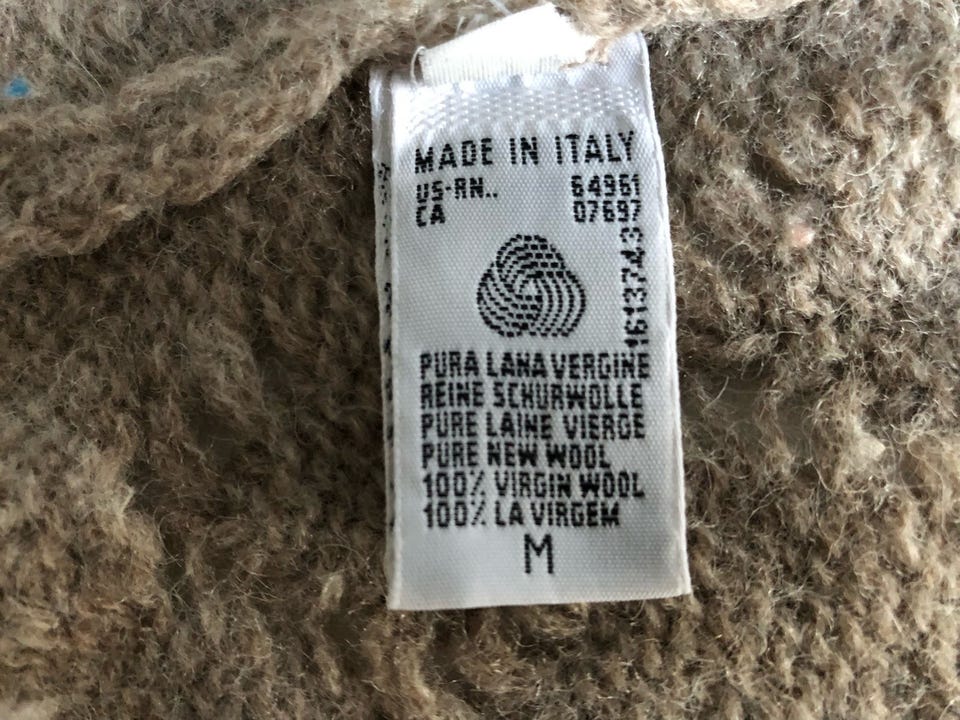 MADE IN ITALY
US-RN.. 64961
CA 07697
1613743
PURA LANA VERGINE
REINE SCHURWOLLE
PURE LAINE VIERGE
PURE NEW WOOL
100% VIRGIN WOOL
100% LA VIRGEM
M